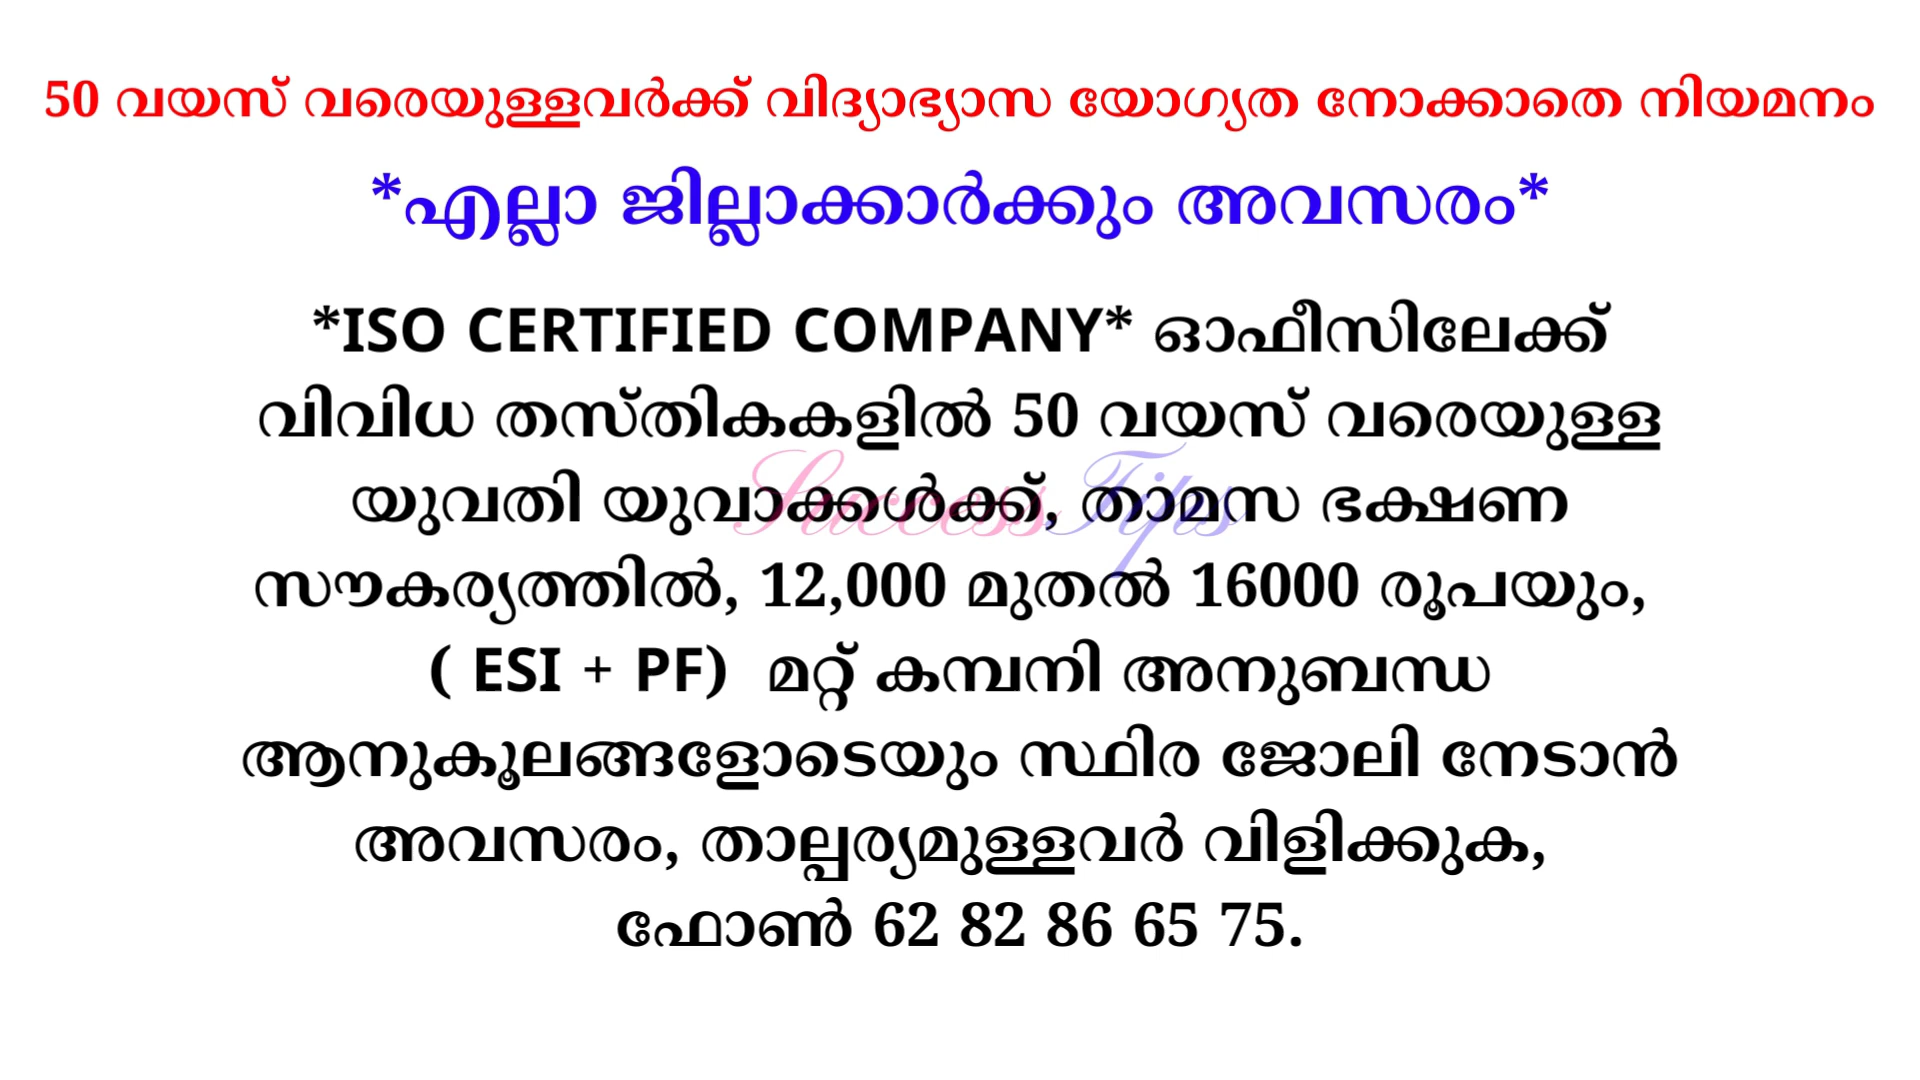 50 വയസ് വരെയുള്ളവർക്ക് വിദ്യാഭ്യാസ യോഗ്യത നോക്കാതെ നിയമനം
*എല്ലാ ജില്ലാക്കാർക്കും അവസരം*
*ISO CERTIFIED COMPANY* ഓഫീസിലേക്ക്
വിവിധ തസ്തികകളിൽ 50 വയസ് വരെയുള്ള
യുവതി യുവാക്കൾക്ക്, താമസ ഭക്ഷണ
Success Tips
സൗകര്യത്തിൽ, 12,000 മുതൽ 16000 രൂപയും,
( ESI + PF) മറ്റ് കമ്പനി അനുബന്ധ
ആനുകൂലങ്ങളോടെയും സ്ഥിര ജോലി നേടാൻ
അവസരം, താല്പര്യമുള്ളവർ വിളിക്കുക,
ഫോൺ 62 82 86 65 75.